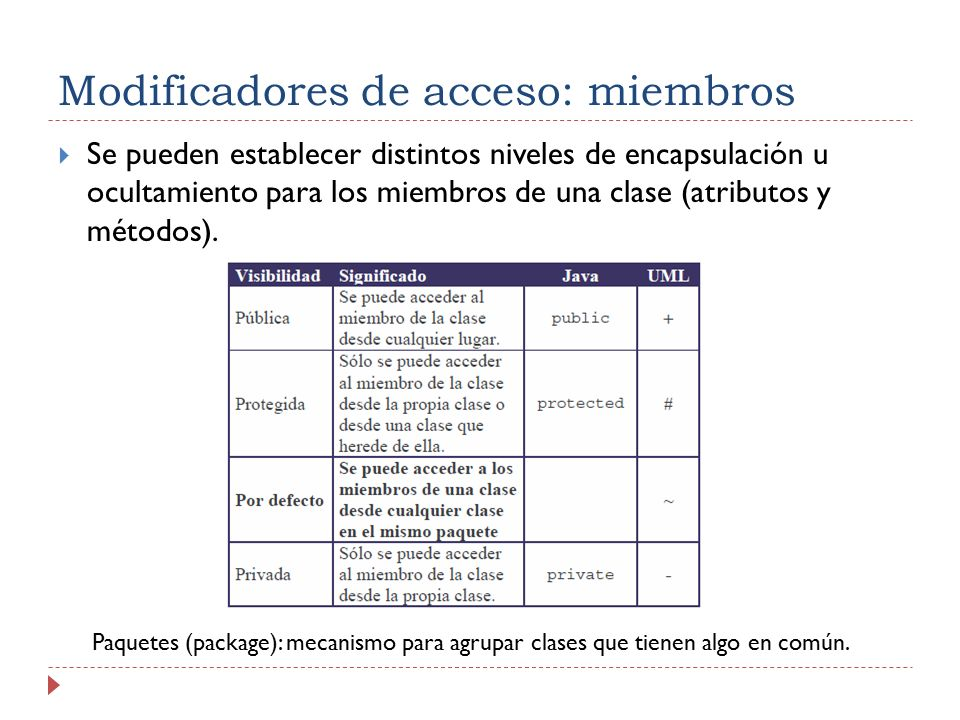 Modificadores de acceso: miembros
Se pueden establecer distintos niveles de encapsulación u
ocultamiento para los miembros de una clase (atributos y
métodos).
Visibilidad Significado Java UML
Pública Se puede acceder al
miembro de la clase
desde cualquier lugar. public +
Protegida Sólo se puede acceder
al miembro de la clase
desde la propia clase o
desde una clase que
herede de ella. protected #
Por defecto Se puede acceder a los
miembros de una clase
desde cualquier clase
en el mismo paquete ~
Privada Sólo se puede acceder
al miembro de la clase
desde la propia clase. private -
Paquetes (package): mecanismo para agrupar clases que tienen algo en común.